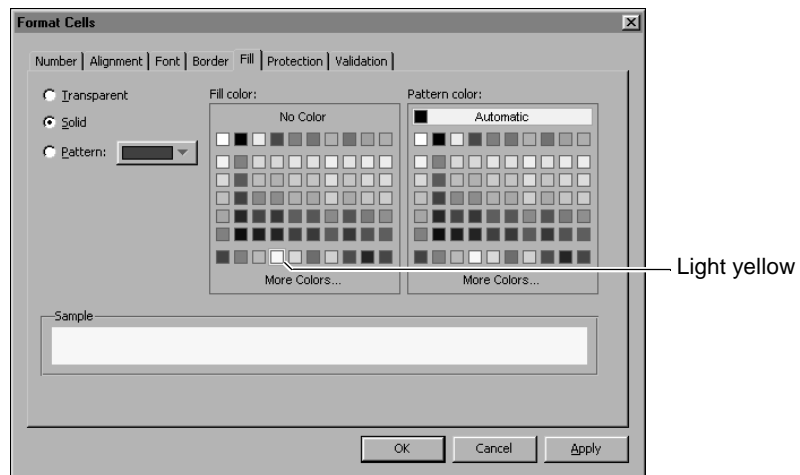 Format Cells
Number Alignment Font Border Fill Protection Validation
Transparent
Solid
Pattern:
Fill color:
No Color
More Colors...
Pattern color:
Automatic
More Colors...
Light yellow
Sample
OK Cancel Apply